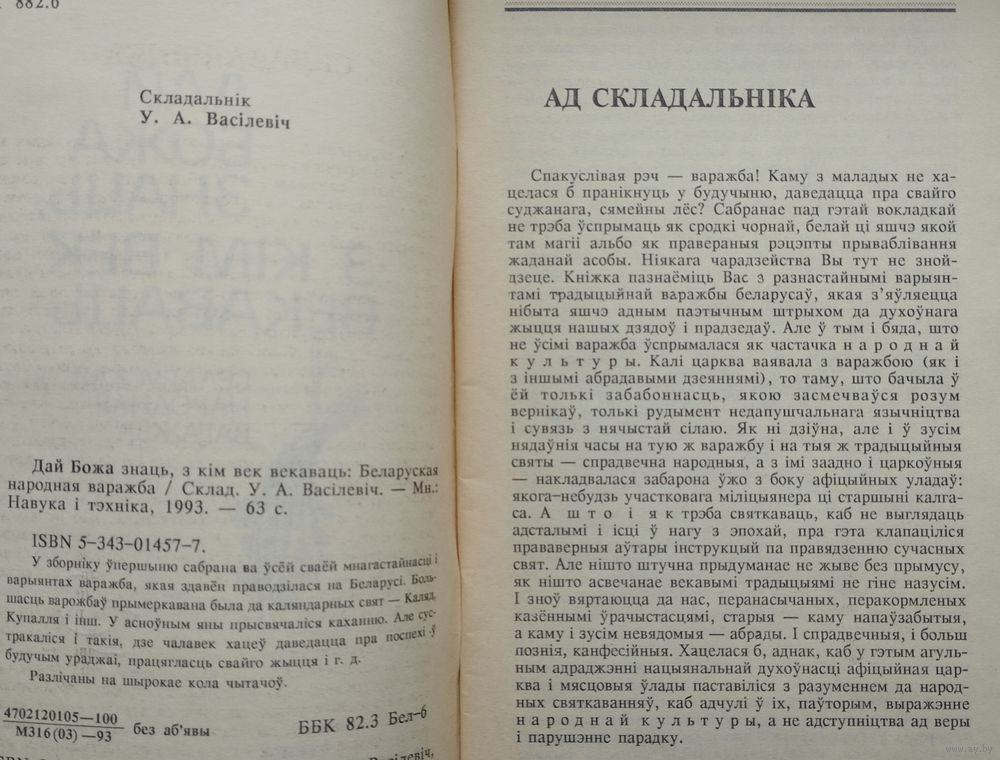 882.6
Складальнік
У. А. Васілевіч
Дай Божа знаць, з кім век векаваць: Беларуская
народная варажба / Склад. У. А. Васілевіч. — Мн.:
Навука і тэхніка, 1993. — 63 с.
ISBN 5–343–01457–7.
У зборніку ўпершыню сабрана ва ўсёй сваёй мнагастайнасці і
варыянтах варажба, якая здавён праводзілася на Беларусі. Боль-
шасць варожбаў прымеркавана была да каляндарных свят — Каляд,
Купалля і інш. У асноўным яны прысвячаліся каханню. Але сус-
тракаліся і такія, дзе чалавек хацеў даведацца пра поспехі ў
будучым ураджаі, працягласць свайго жыцця і г. д.
Разлічаны на шырокае кола чытачоў.
4702120105—100
М316(03)—93
без аб'явы
ББК 82.3 Бел–6
Васілевіч,
АД СКЛАДАЛЬНІКА
Спакуслівая рэч — варажба! Каму з маладых не ха-
целася б пранікнуць у будучыню, даведацца пра свайго
суджанага, сямейны лёс? Сабранае пад гэтай вокладкай
не трэба ўспрымаць як сродкі чорнай, белай ці яшчэ якой
там магіі альбо як правераныя рэцэпты прываблівання
жаданай асобы. Ніякага чарадзейства Вы тут не зной-
дзеце. Кніжка пазнаёміць Вас з разнастайнымі варыян-
тамі традыцыйнай варажбы беларусаў, якая з’яўляецца
нібыта яшчэ адным паэтычным штрыхом да духоўнага
жыцця нашых дзядоў і прадзедаў. Але ў тым і бяда, што
не ўсімі варажба ўспрымалася як частачка н а р о д н а й
к у л ь т у р ы. Калі царква ваявала з варажбою (як і
з іншымі абрадавымі дзеяннямі), то таму, што бачыла ў
ёй толькі забабоннасць, якою засмечваўся розум
вернікаў, толькі рудымент недапушчальнага язычніцтва
і сувязь з нячыстай сілаю. Як ні дзіўна, але і ў зусім
нядаўнія часы на тую ж варажбу і на тыя ж традыцыйныя
святы — спрадвечна народныя, а з імі заадно і царкоўныя
— накладвалася забарона ўжо з боку афіцыйных уладаў:
якога-небудзь участковага міліцыянера ці старшыні калга-
са. А ш т о і я к трэба святкаваць, каб не выглядаць
адсталымі і ісці ў нагу з эпохай, пра гэта клапаціліся
прававерныя аўтары інструкцый па правядзенню сучасных
свят. Але нішто штучна прыдуманае не жыве без прымусу,
як нішто асвечанае векавымі традыцыямі не гіне назусім.
І зноў вяртаюцца да нас, перанасычаных, перакормленых
казённымі ўрачыстасцямі, старыя — каму напаўзабытыя,
а каму і зусім невядомыя — абрады. І спрадвечныя, і больш
познія, канфесійныя. Хацелася б, аднак, каб у гэтым агуль-
ным адраджэнні нацыянальнай духоўнасці афіцыйная цар-
ква і мясцовыя ўлады паставіліся з разуменнем да народ-
ных святкаванняў, каб адчулі ў іх, паўторым, выражэнне
н а р о д н а й к у л ь т у р ы, а не адступніцтва ад веры
і парушэнне парадку.
www.ay.by